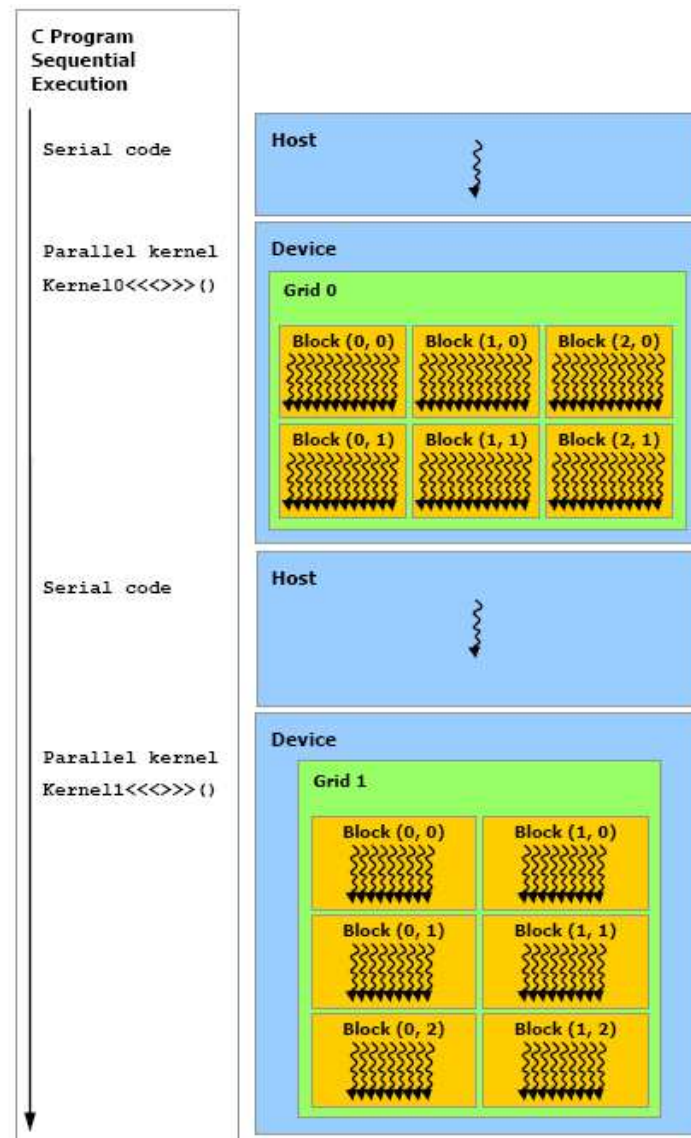 C Program
Sequential
Execution
Serial code
Host
Parallel kernel
Kernel0<<<>>>()
Device
Grid 0
Block (0, 0)
Block (1, 0)
Block (2, 0)
Block (0, 1)
Block (1, 1)
Block (2, 1)
Serial code
Host
Parallel kernel
Kernel1<<<>>>()
Device
Grid 1
Block (0, 0)
Block (1, 0)
Block (0, 1)
Block (1, 1)
Block (0, 2)
Block (1, 2)